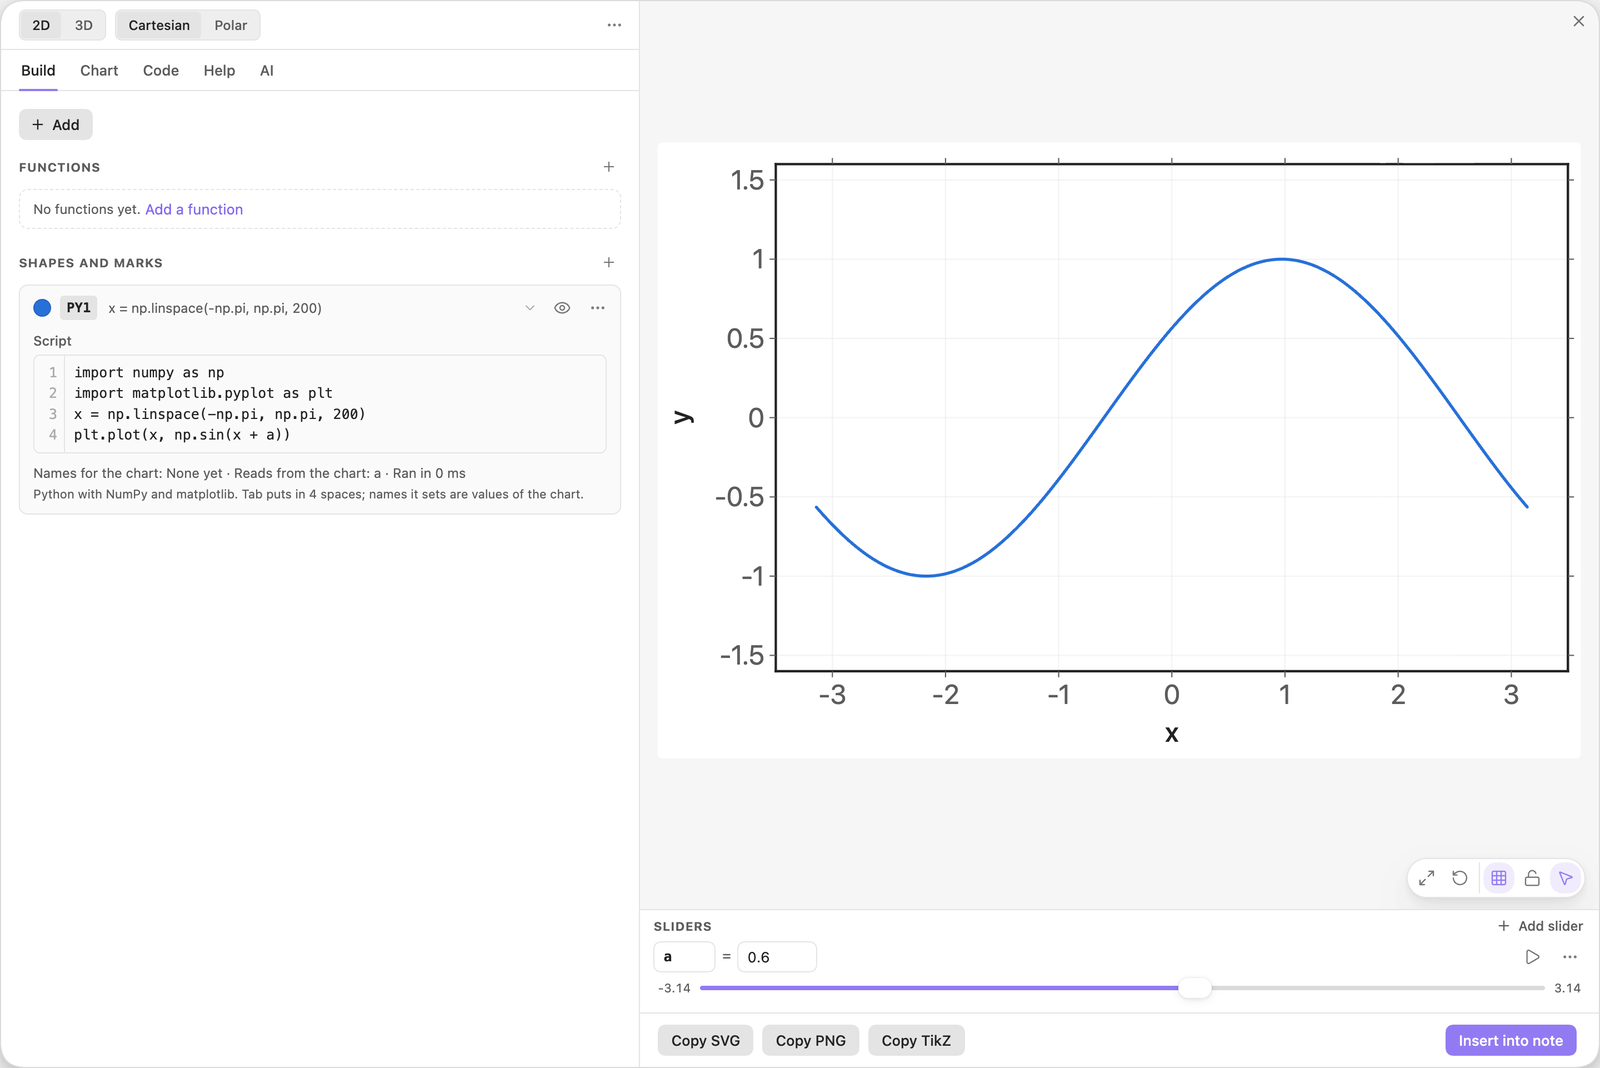 2D 3D Cartesian Polar
Build Chart Code Help AI
+ Add
FUNCTIONS
No functions yet. Add a function
SHAPES AND MARKS
PY1 x = np.linspace(-np.pi, np.pi, 200)
Script
1 import numpy as np
2 import matplotlib.pyplot as plt
3 x = np.linspace(-np.pi, np.pi, 200)
4 plt.plot(x, np.sin(x + a))
Names for the chart: None yet · Reads from the chart: a · Ran in 0 ms
Python with NumPy and matplotlib. Tab puts in 4 spaces; names it sets are values of the chart.
1.5
1
0.5
0
-0.5
-1
-1.5
y
-3 -2 -1 0 1 2 3
x
SLIDERS + Add slider
a = 0.6
-3.14 3.14
Copy SVG Copy PNG Copy TikZ Insert into note